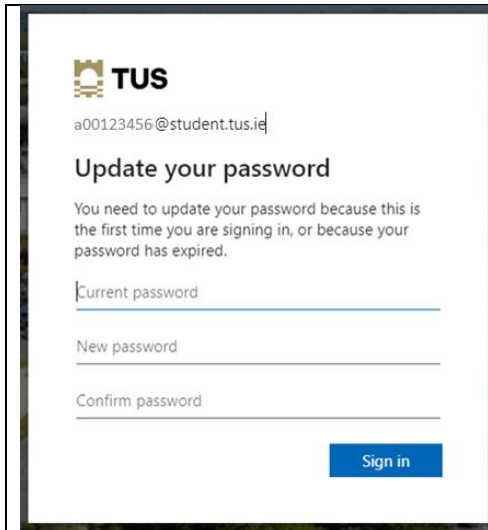 TUS
a00123456@student.tus.ie
Update your password
You need to update your password because this is
the first time you are signing in, or because your
password has expired.
Current password
New password
Confirm password
Sign in